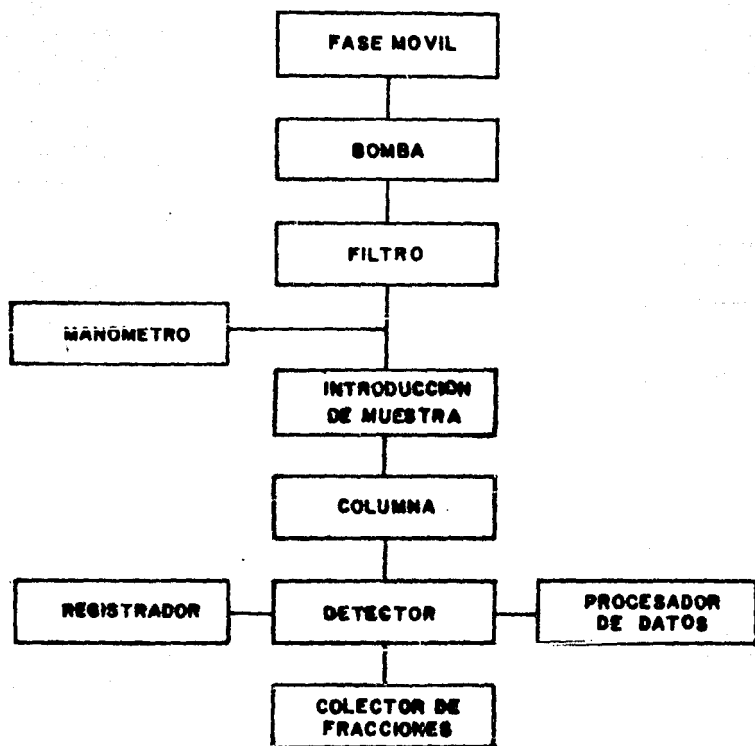 FASE MOVIL
BOMBA
FILTRO
MANOMETRO
INTRODUCCION
DE MUESTRA
COLUMNA
REGISTRADOR
DETECTOR
PROCESADOR
DE DATOS
COLECTOR DE
FRACCIONES